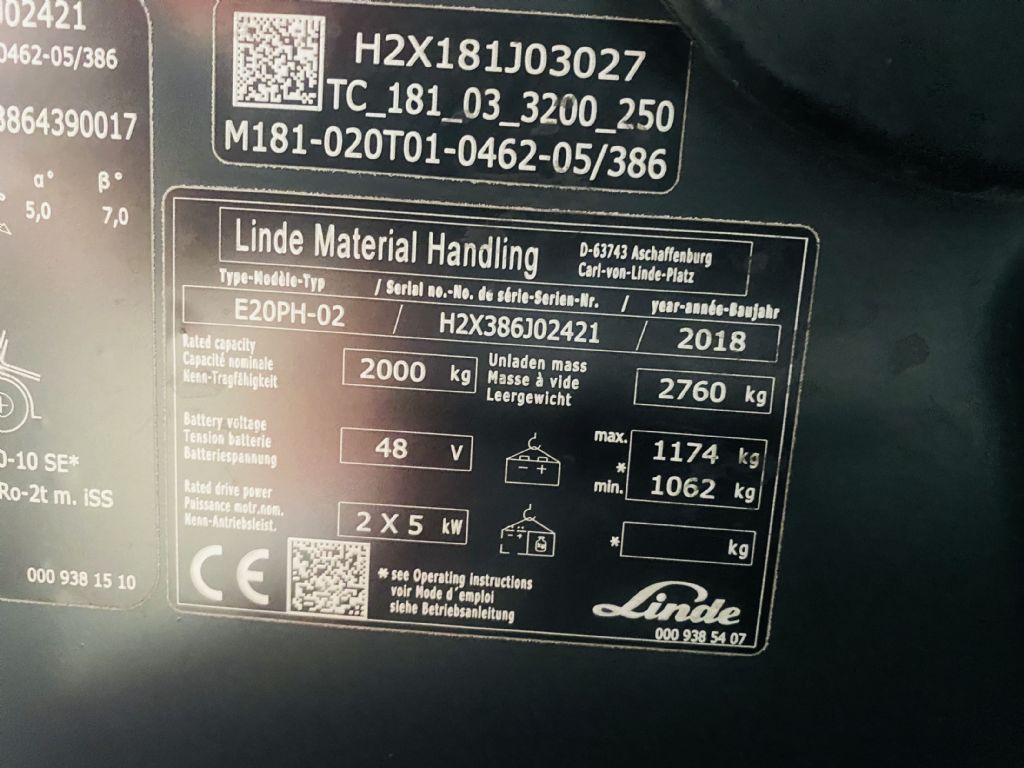 J02421
0462-05/386
3864390017
α° β°
5,0 7,0
0-10 SE*
Ro-2t m. iSS
000 938 15 10
H2X181J03027
TC_181_03_3200_250
M181-020T01-0462-05/386
Linde Material Handling
D-63743 Aschaffenburg
Carl-von-Linde-Platz
Type-Modèle-Typ / Serial no.-No. de série-Serien-Nr. / year-année-Baujahr
E20PH-02 / H2X386J02421 / 2018
Rated capacity
Capacité nominale
Nenn-Tragfähigkeit
2000 kg
Unladen mass
Masse à vide
Leergewicht
2760 kg
Battery voltage
Tension batterie
Batteriespannung
48 V
max. 1174 kg
*
min. 1062 kg
Rated drive power
Puissance motr.nom.
Nenn-Antriebsleist.
2 X 5 kW
* kg
CE
* see Operating instructions
voir Mode d'emploi
siehe Betriebsanleitung
Linde
000 938 54 07